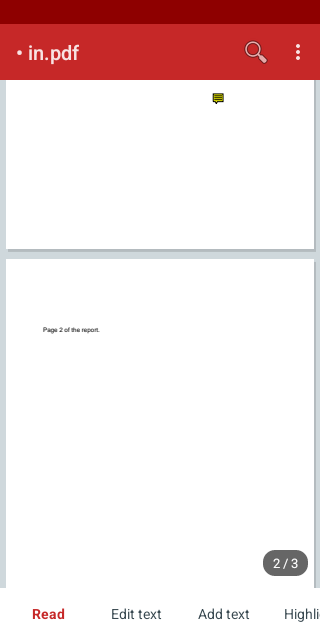 • in.pdf
Page 2 of the report.
2 / 3
Read Edit text Add text Highli